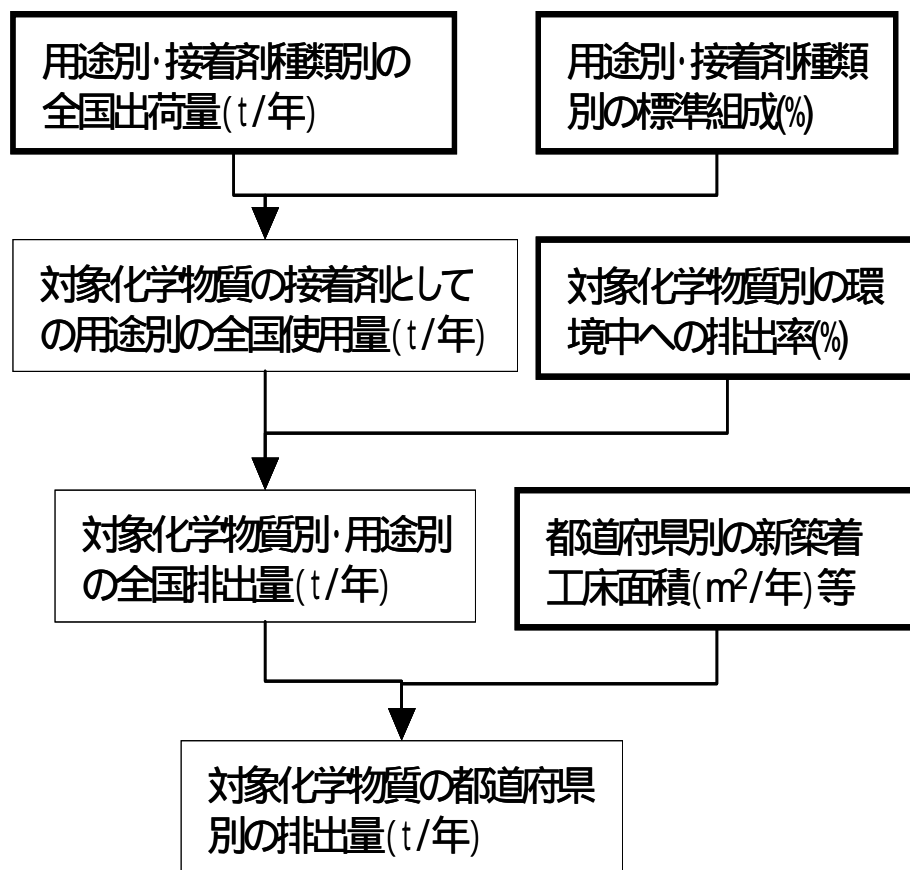 用途別･接着剤種類別の
全国出荷量(t/年)
用途別･接着剤種類
別の標準組成(%)
対象化学物質の接着剤として
の用途別の全国使用量(t/年)
対象化学物質別の環
境中への排出率(%)
対象化学物質別･用途別
の全国排出量(t/年)
都道府県別の新築着
工床面積(m²/年)等
対象化学物質の都道府県
別の排出量(t/年)